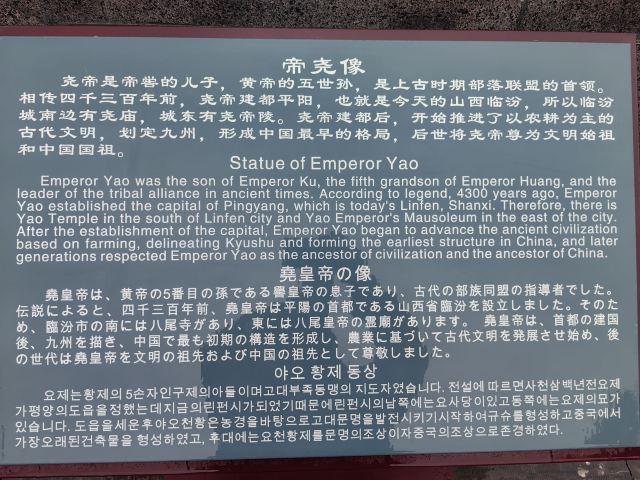 帝尧像
尧帝是帝喾的儿子，黄帝的五世孙，是上古时期部落联盟的首领。
相传四千三百年前，尧帝建都平阳，也就是今天的山西临汾，所以临汾
城南边有尧庙，城东有尧帝陵。尧帝建都后，开始推进了以农耕为主的
古代文明，划定九州，形成中国最早的格局，后世将尧帝尊为文明始祖
和中国国祖。
Statue of Emperor Yao
Emperor Yao was the son of Emperor Ku, the fifth grandson of Emperor Huang, and the
leader of the tribal alliance in ancient times. According to legend, 4300 years ago, Emperor
Yao established the capital of Pingyang, which is today's Linfen, Shanxi. Therefore, there is
Yao Temple in the south of Linfen city and Yao Emperor's Mausoleum in the east of the city.
After the establishment of the capital, Emperor Yao began to advance the ancient civilization
based on farming, delineating Kyushu and forming the earliest structure in China, and later
generations respected Emperor Yao as the ancestor of civilization and the ancestor of China.
堯皇帝の像
堯皇帝は、黄帝の5番目の孫である嚳皇帝の息子であり、古代の部族同盟の指導者でした。
伝説によると、四千三百年前、堯皇帝は平陽の首都である山西省臨汾を設立しました。そのた
め、臨汾市の南には八尾寺があり、東には八尾皇帝の霊廟があります。 堯皇帝は、首都の建国
後、九州を描き、中国で最も初期の構造を形成し、農業に基づいて古代文明を発展させ始め、後
の世代は堯皇帝を文明の祖先および中国の祖先として尊敬しました。
야오 황제 동상
요제는황제의 5손자인구제의아들이며고대부족동맹의 지도자였습니다. 전설에 따르면사천삼백년전요제
가평양의도읍을정했는데지금의린펀시가되었기때문에린펀시의남쪽에는요사당이있고동쪽에는요제의묘가
있습니다. 도읍을세운후야오천황은농경을바탕으로고대문명을발전시키기시작하여규슈를형성하고중국에서
가장오래된건축물을 형성하였고, 후대에는요천황제를문명의조상이자중국의조상으로존경하였다.